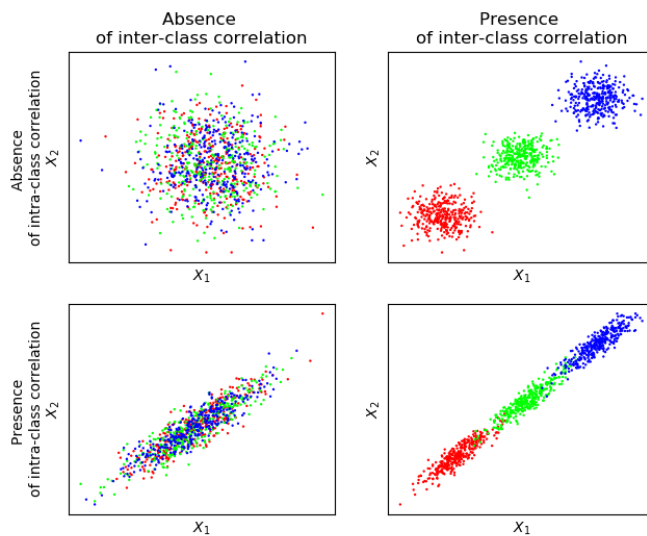 Absence
of inter-class correlation
Presence
of inter-class correlation
Absence
of intra-class correlation
X2
X1
X2
X1
Presence
of intra-class correlation
X2
X1
X2
X1